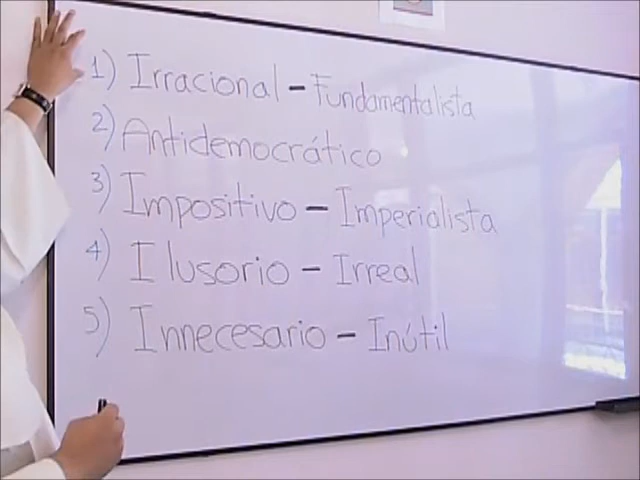 1) Irracional - Fundamentalista
2) Antidemocrático
3) Impositivo - Imperialista
4) Ilusorio - Irreal
5) Innecesario - Inútil